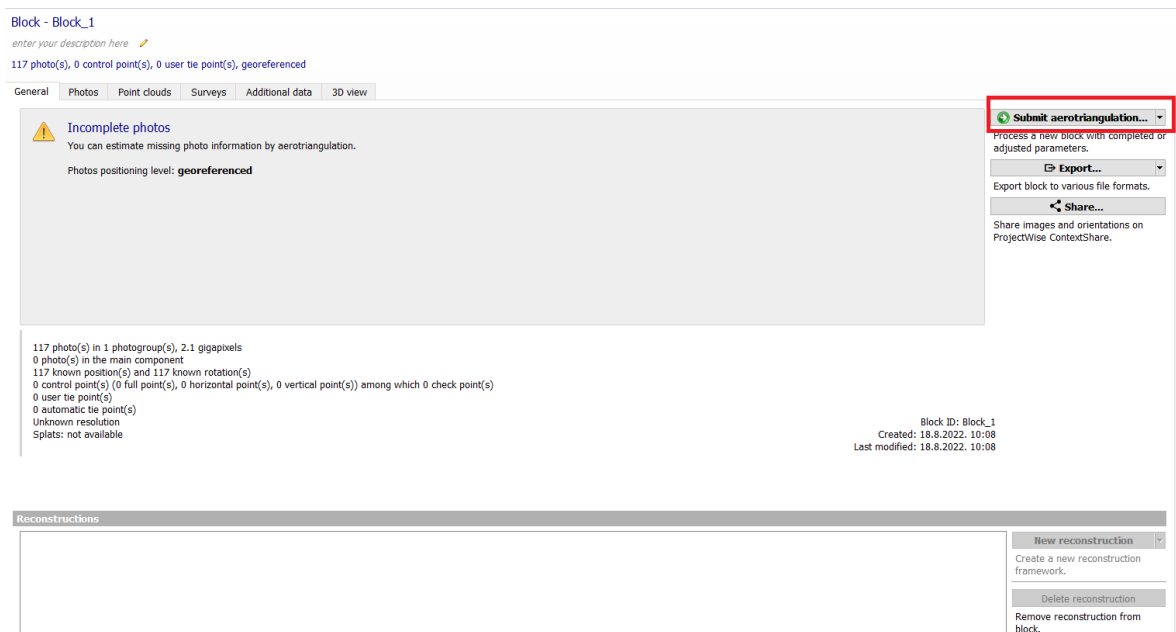 Block - Block_1
enter your description here
117 photo(s), 0 control point(s), 0 user tie point(s), georeferenced
General Photos Point clouds Surveys Additional data 3D view
Incomplete photos
You can estimate missing photo information by aerotriangulation.
Photos positioning level: georeferenced
Submit aerotriangulation...
Process a new block with completed or
adjusted parameters.
Export...
Export block to various file formats.
Share...
Share images and orientations on
ProjectWise ContextShare.
117 photo(s) in 1 photogroup(s), 2.1 gigapixels
0 photo(s) in the main component
117 known position(s) and 117 known rotation(s)
0 control point(s) (0 full point(s), 0 horizontal point(s), 0 vertical point(s)) among which 0 check point(s)
0 user tie point(s)
0 automatic tie point(s)
Unknown resolution
Splats: not available
Block ID: Block_1
Created: 18.8.2022. 10:08
Last modified: 18.8.2022. 10:08
Reconstructions
New reconstruction
Create a new reconstruction
framework.
Delete reconstruction
Remove reconstruction from
block.